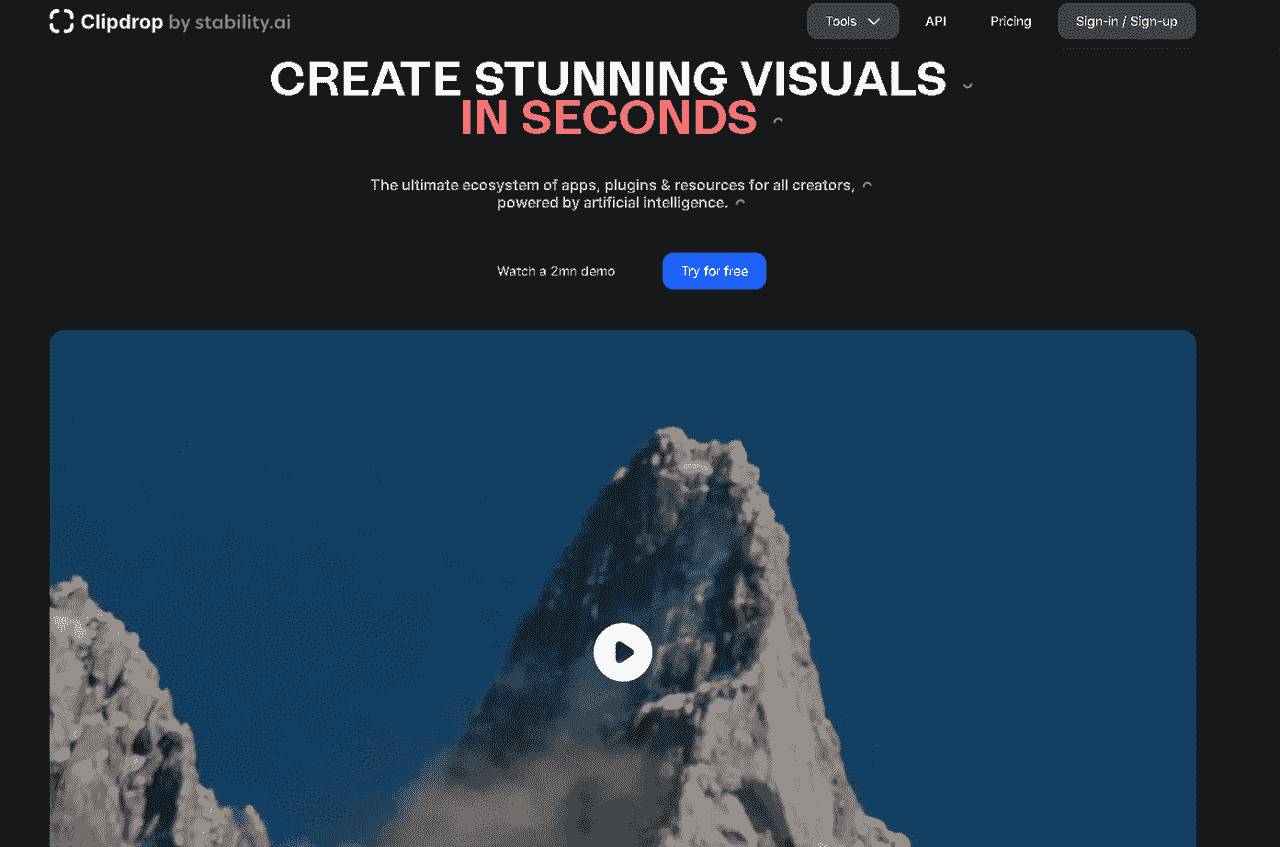 Clipdrop by stability.ai
Tools
API
Pricing
Sign-in / Sign-up
CREATE STUNNING VISUALS
IN SECONDS
The ultimate ecosystem of apps, plugins & resources for all creators,
powered by artificial intelligence.
Watch a 2mn demo
Try for free